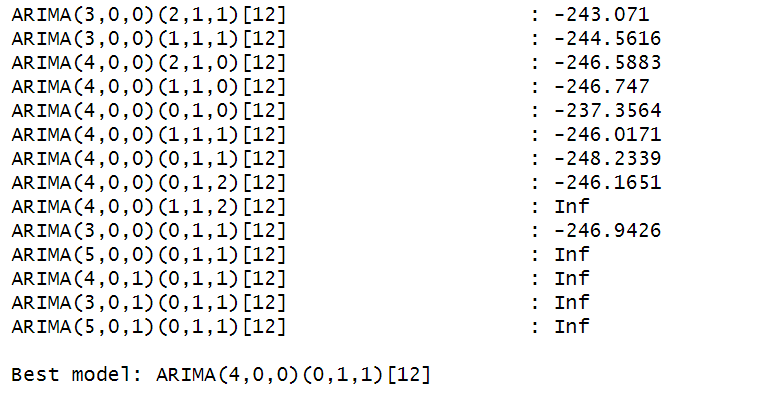 ARIMA(3,0,0)(2,1,1)[12] : -243.071
ARIMA(3,0,0)(1,1,1)[12] : -244.5616
ARIMA(4,0,0)(2,1,0)[12] : -246.5883
ARIMA(4,0,0)(1,1,0)[12] : -246.747
ARIMA(4,0,0)(0,1,0)[12] : -237.3564
ARIMA(4,0,0)(1,1,1)[12] : -246.0171
ARIMA(4,0,0)(0,1,1)[12] : -248.2339
ARIMA(4,0,0)(0,1,2)[12] : -246.1651
ARIMA(4,0,0)(1,1,2)[12] : Inf
ARIMA(3,0,0)(0,1,1)[12] : -246.9426
ARIMA(5,0,0)(0,1,1)[12] : Inf
ARIMA(4,0,1)(0,1,1)[12] : Inf
ARIMA(3,0,1)(0,1,1)[12] : Inf
ARIMA(5,0,1)(0,1,1)[12] : Inf
Best model: ARIMA(4,0,0)(0,1,1)[12]